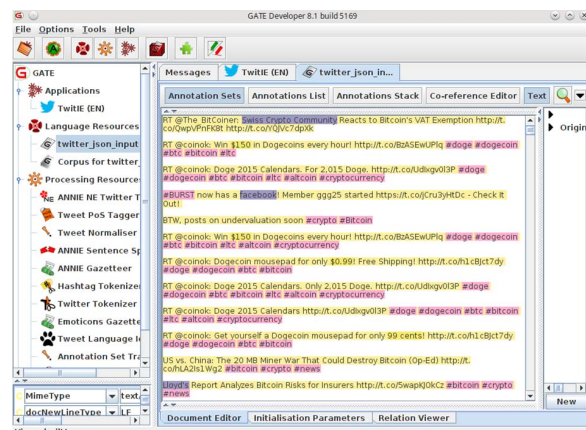 GATE Developer 8.1 build 5169
File Options Tools Help
GATE
Applications
TwitIE (EN)
Language Resources
twitter_json_input
Corpus for twitter_
Processing Resource
ANNIE NE Twitter T
Tweet PoS Tagger
Tweet Normaliser
ANNIE Sentence Sp
ANNIE Gazetteer
Hashtag Tokenize
Twitter Tokenizer
Emoticons Gazette
Tweet Language I
Annotation Set Tra
C MimeType text/
C docNewLineType LF
Messages TwitIE (EN) twitter_json_in...
Annotation Sets Annotations List Annotations Stack Co-reference Editor Text
RT @The_BitCoiner: Swiss Crypto Community Reacts to Bitcoin's VAT Exemption http://t.
co/QwpVPnFKBt http://t.co/YQJVc7dpXk
RT @coinok: Win $150 in Dogecoins every hour! http://t.co/BzASEwUPlq #doge #dogecoin
#btc #bitcoin #ltc
RT @coinok: Doge 2015 Calendars. For 2,015 Doge. http://t.co/Udlxgv0l3P #doge
#dogecoin #btc #bitcoin #ltc #altcoin #cryptocurrency
#BURST now has a facebook! Member ggg25 started https://t.co/jCru3yHtDc - Check it
Out!
BTW, posts on undervaluation soon #crypto #Bitcoin
RT @coinok: Win $150 in Dogecoins every hour! http://t.co/BzASEwUPlq #doge #dogecoin
#btc #bitcoin #ltc #altcoin #cryptocurrency
RT @coinok: Dogecoin mousepad for only $0.99! Free Shipping! http://t.co/h1cBJct7dy
#doge #dogecoin #btc #bitcoin
RT @coinok: Doge 2015 Calendars. Only 2,015 Doge. http://t.co/Udlxgv0l3P #doge
#dogecoin #btc #bitcoin #ltc #altcoin #cryptocurrency
RT @coinok: Doge 2015 Calendars http://t.co/Udlxgv0l3P #doge #dogecoin #btc #bitcoin
#ltc #altcoin #cryptocurrency
RT @coinok: Get yourself a Dogecoin mousepad for only 99 cents! http://t.co/h1cBJct7dy
#doge #dogecoin #btc #bitcoin
US vs. China: The 20 MB Miner War That Could Destroy Bitcoin (Op-Ed) http://t.
co/hLA2Is1Wg2 #bitcoin #crypto #news
Lloyd's Report Analyzes Bitcoin Risks for Insurers http://t.co/5wapKJ0kCz #bitcoin #crypto
#news
Origin
New
Document Editor Initialisation Parameters Relation Viewer